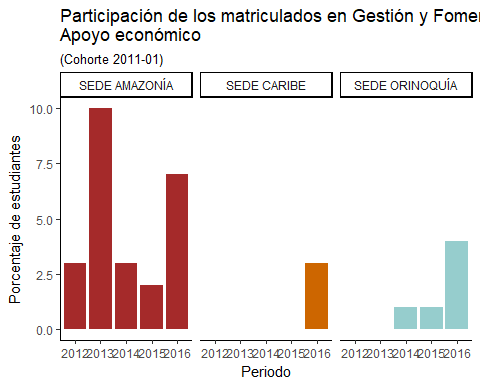 Participación de los matriculados en Gestión y
Apoyo económico
(Cohorte 2011-01)
SEDE AMAZONÍA SEDE CARIBE SEDE ORINOQUÍA
10.0
7.5
5.0
2.5
0.0
Porcentaje de estudiantes
2012 2013 2014 2015 2016 2012 2013 2014 2015 2016 2012 2013 2014 2015 2016
Periodo